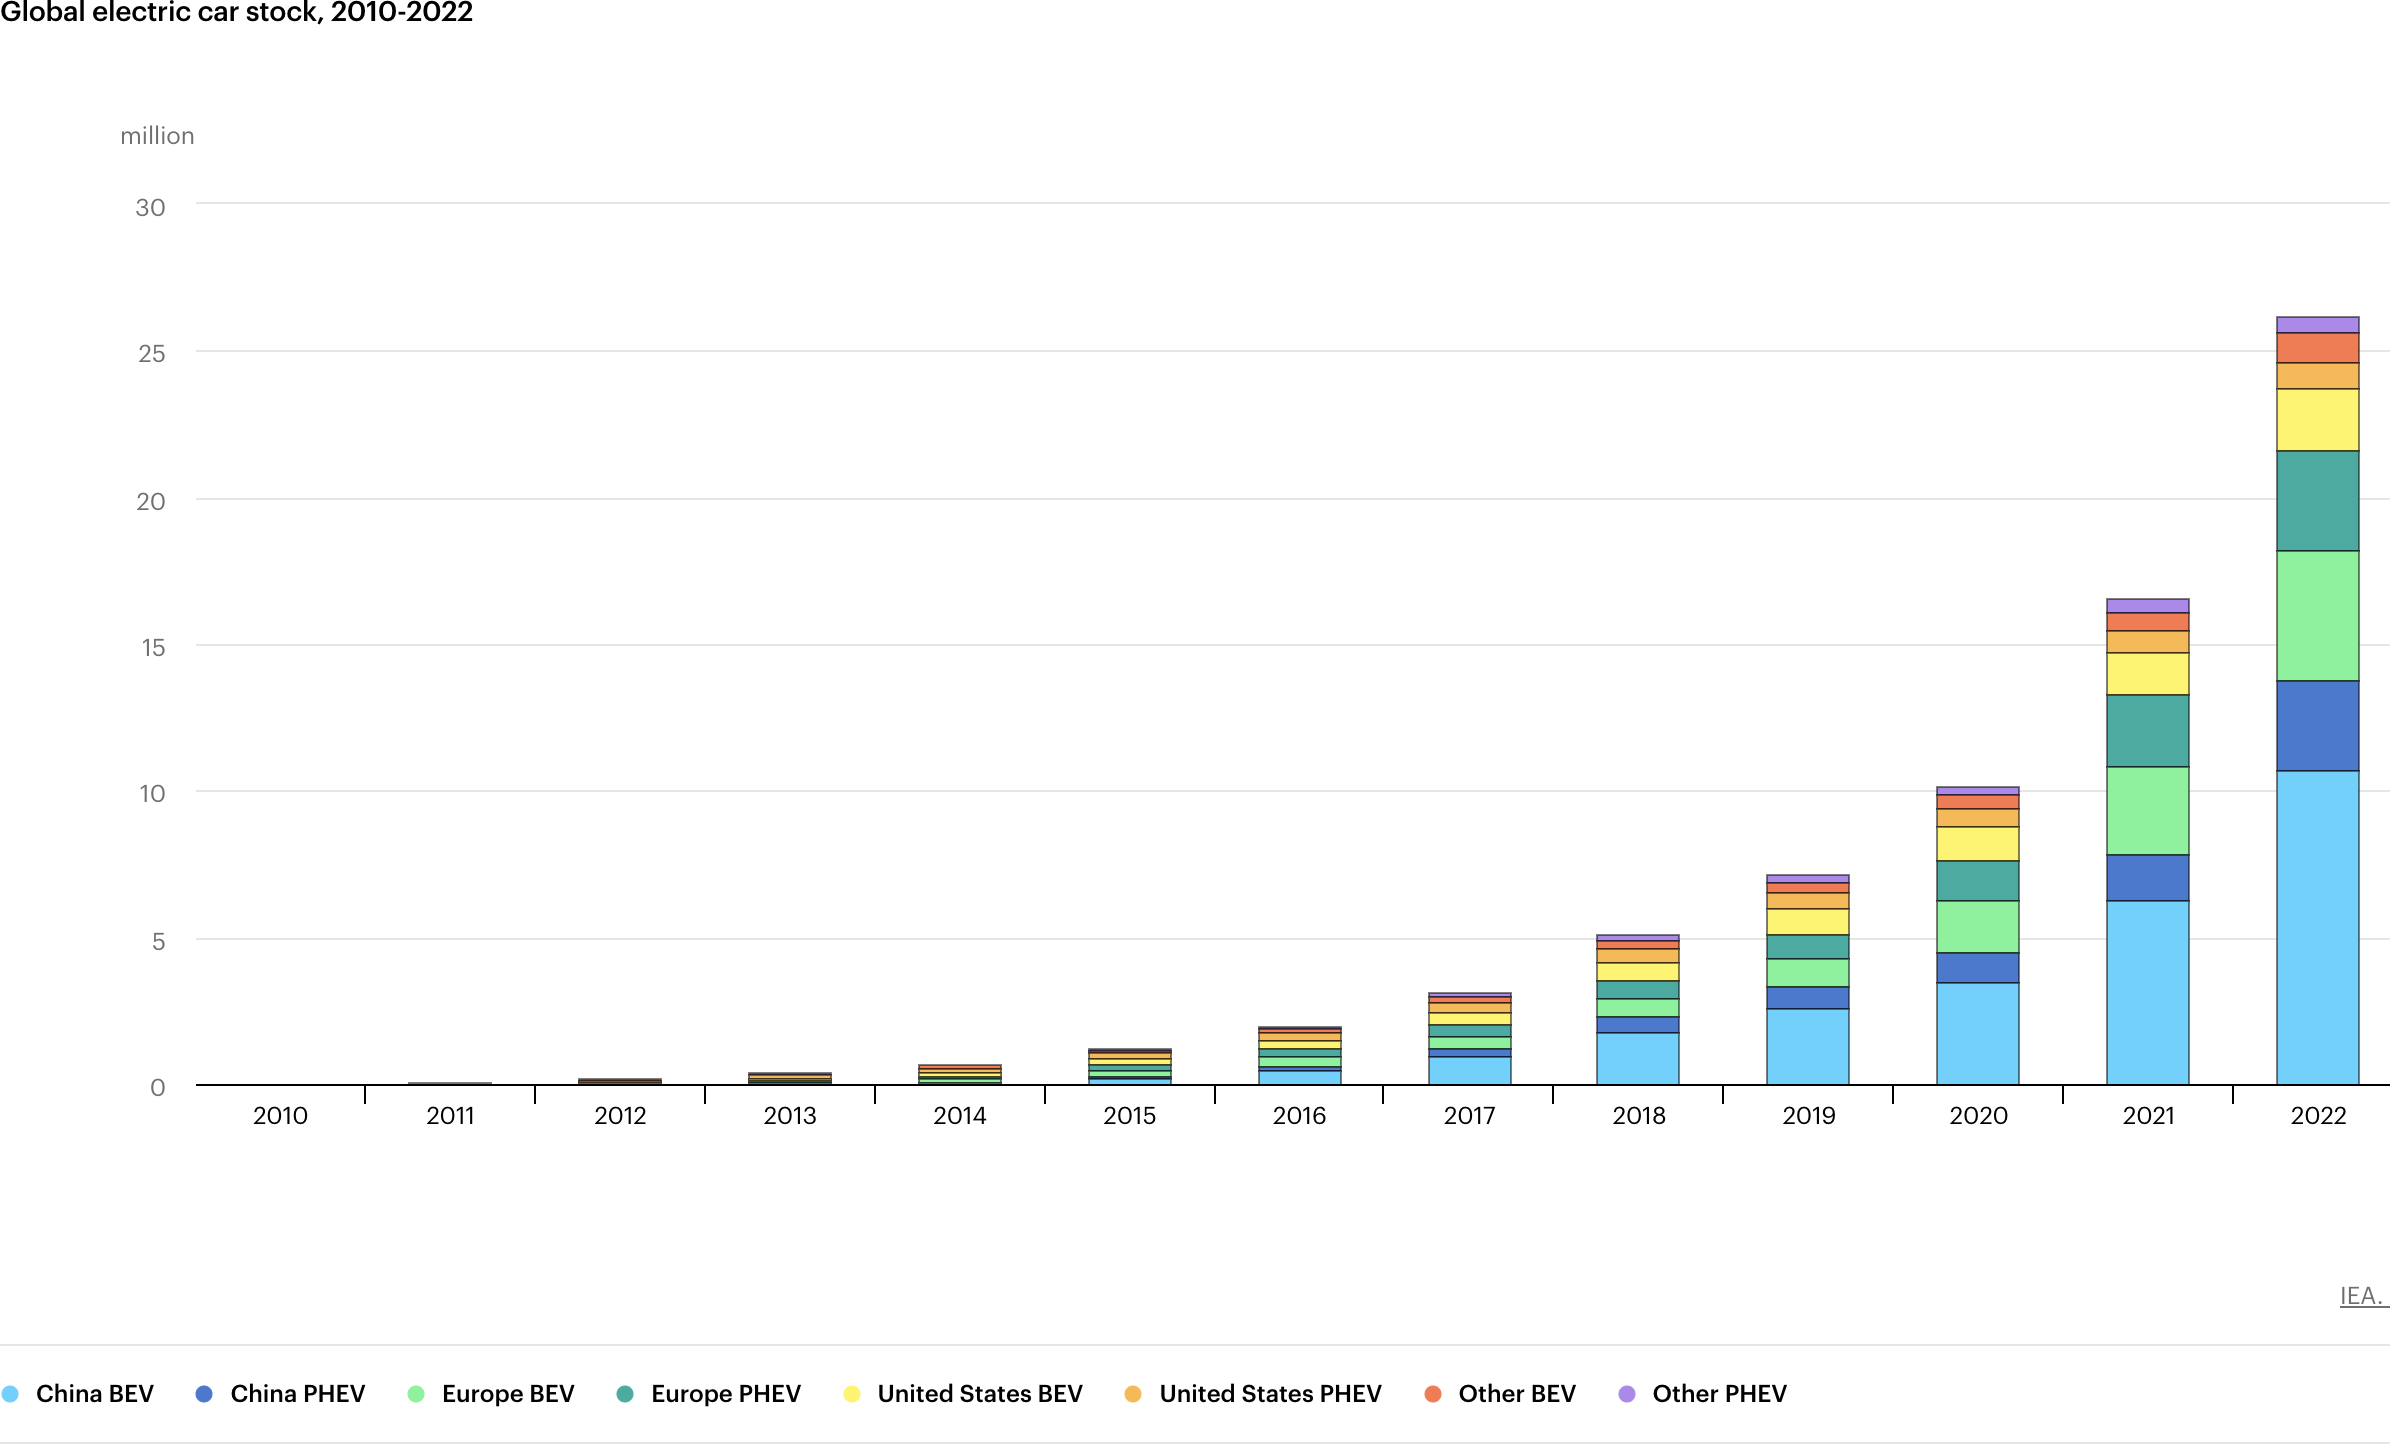 Global electric car stock, 2010-2022
million
30
25
20
15
10
5
0
2010 2011 2012 2013 2014 2015 2016 2017 2018 2019 2020 2021 2022
IEA.
China BEV China PHEV Europe BEV Europe PHEV United States BEV United States PHEV Other BEV Other PHEV